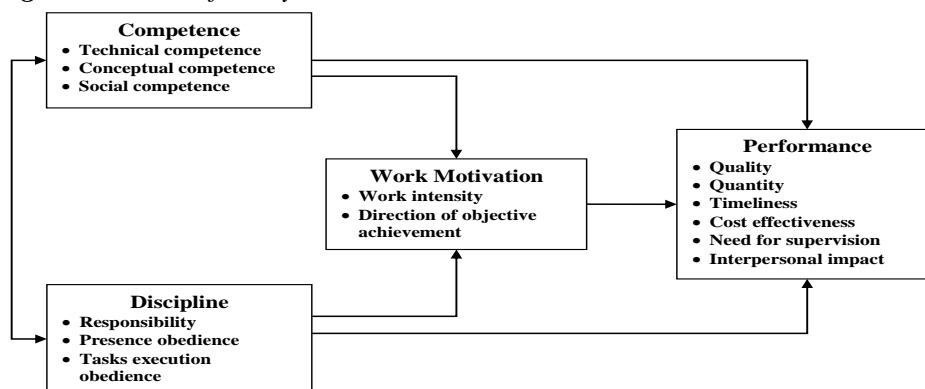 Competence
• Technical competence
• Conceptual competence
• Social competence
Work Motivation
• Work intensity
• Direction of objective
achievement
Performance
• Quality
• Quantity
• Timeliness
• Cost effectiveness
• Need for supervision
• Interpersonal impact
Discipline
• Responsibility
• Presence obedience
• Tasks execution
obedience